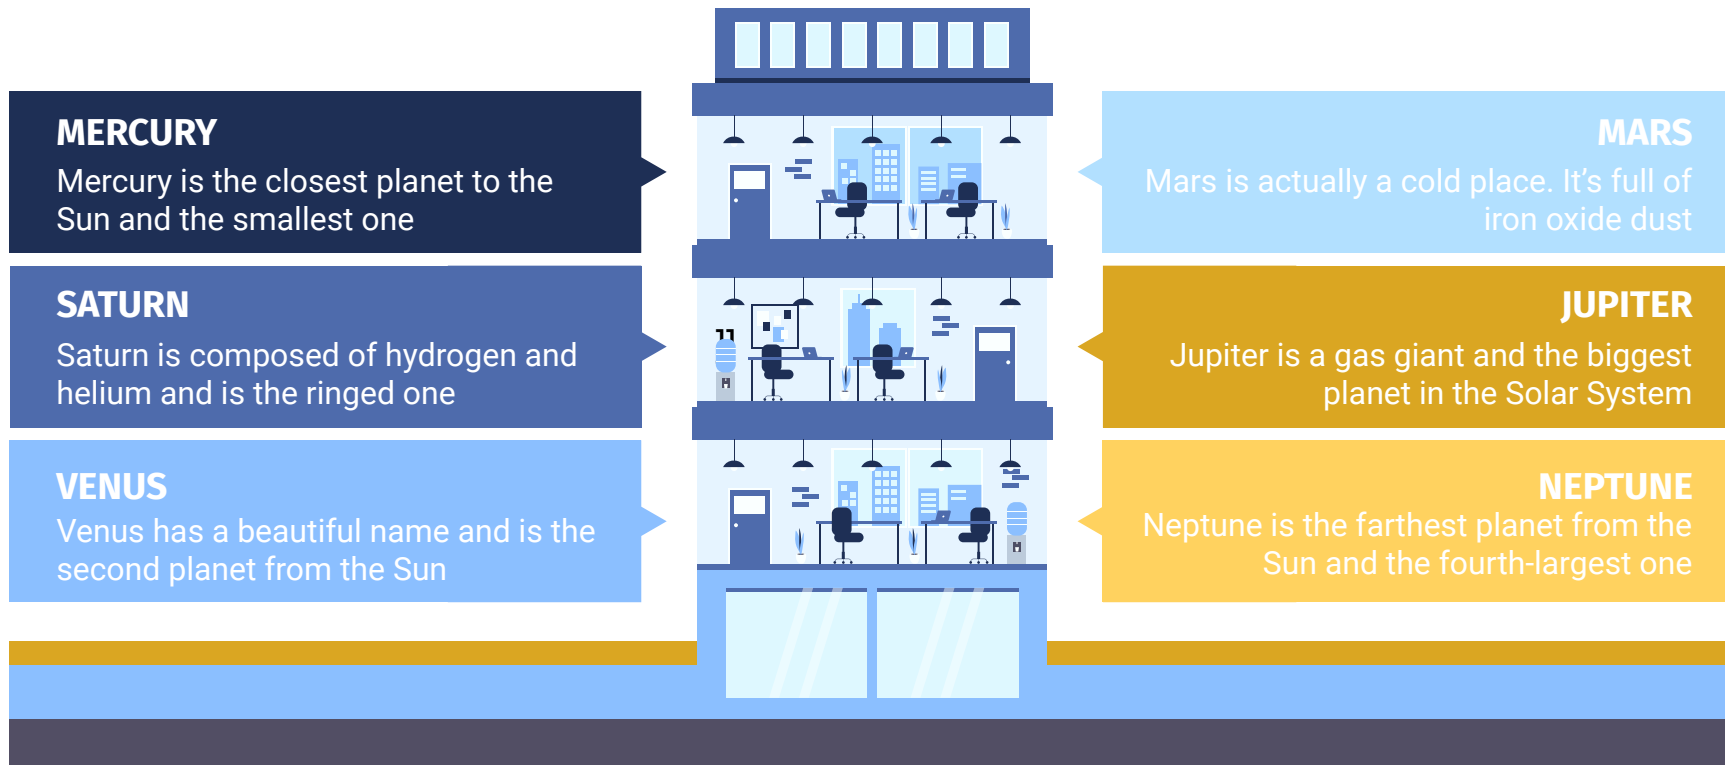 MERCURY
Mercury is the closest planet to the
Sun and the smallest one
SATURN
Saturn is composed of hydrogen and
helium and is the ringed one
VENUS
Venus has a beautiful name and is the
second planet from the Sun
MARS
Mars is actually a cold place. It’s full of
iron oxide dust
JUPITER
Jupiter is a gas giant and the biggest
planet in the Solar System
NEPTUNE
Neptune is the farthest planet from the
Sun and the fourth-largest one